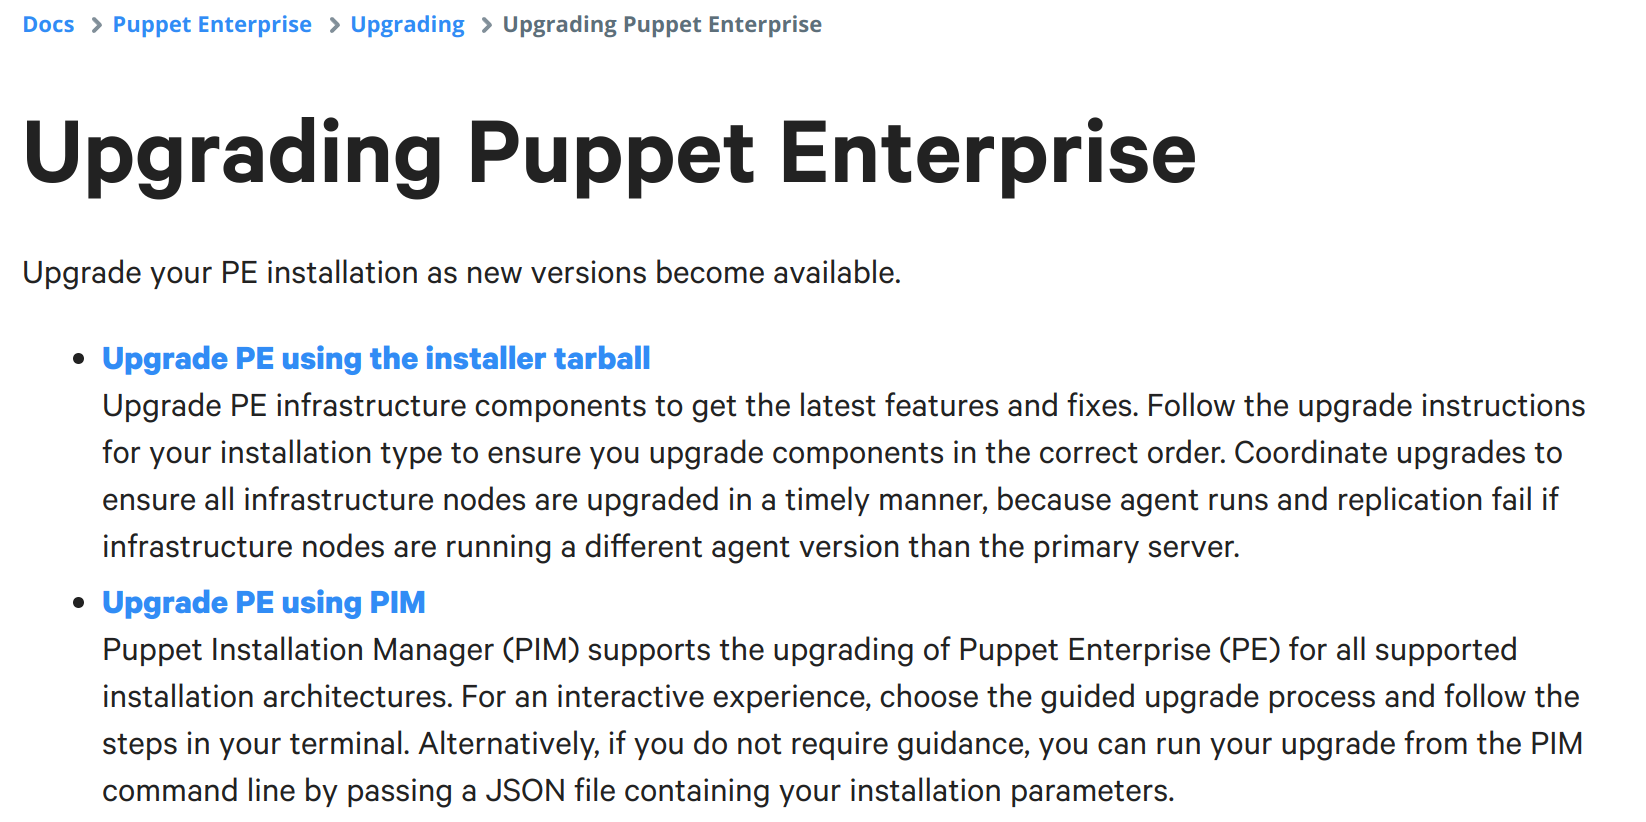 Docs > Puppet Enterprise > Upgrading > Upgrading Puppet Enterprise
Upgrading Puppet Enterprise
Upgrade your PE installation as new versions become available.
• Upgrade PE using the installer tarball
Upgrade PE infrastructure components to get the latest features and fixes. Follow the upgrade instructions
for your installation type to ensure you upgrade components in the correct order. Coordinate upgrades to
ensure all infrastructure nodes are upgraded in a timely manner, because agent runs and replication fail if
infrastructure nodes are running a different agent version than the primary server.
• Upgrade PE using PIM
Puppet Installation Manager (PIM) supports the upgrading of Puppet Enterprise (PE) for all supported
installation architectures. For an interactive experience, choose the guided upgrade process and follow the
steps in your terminal. Alternatively, if you do not require guidance, you can run your upgrade from the PIM
command line by passing a JSON file containing your installation parameters.